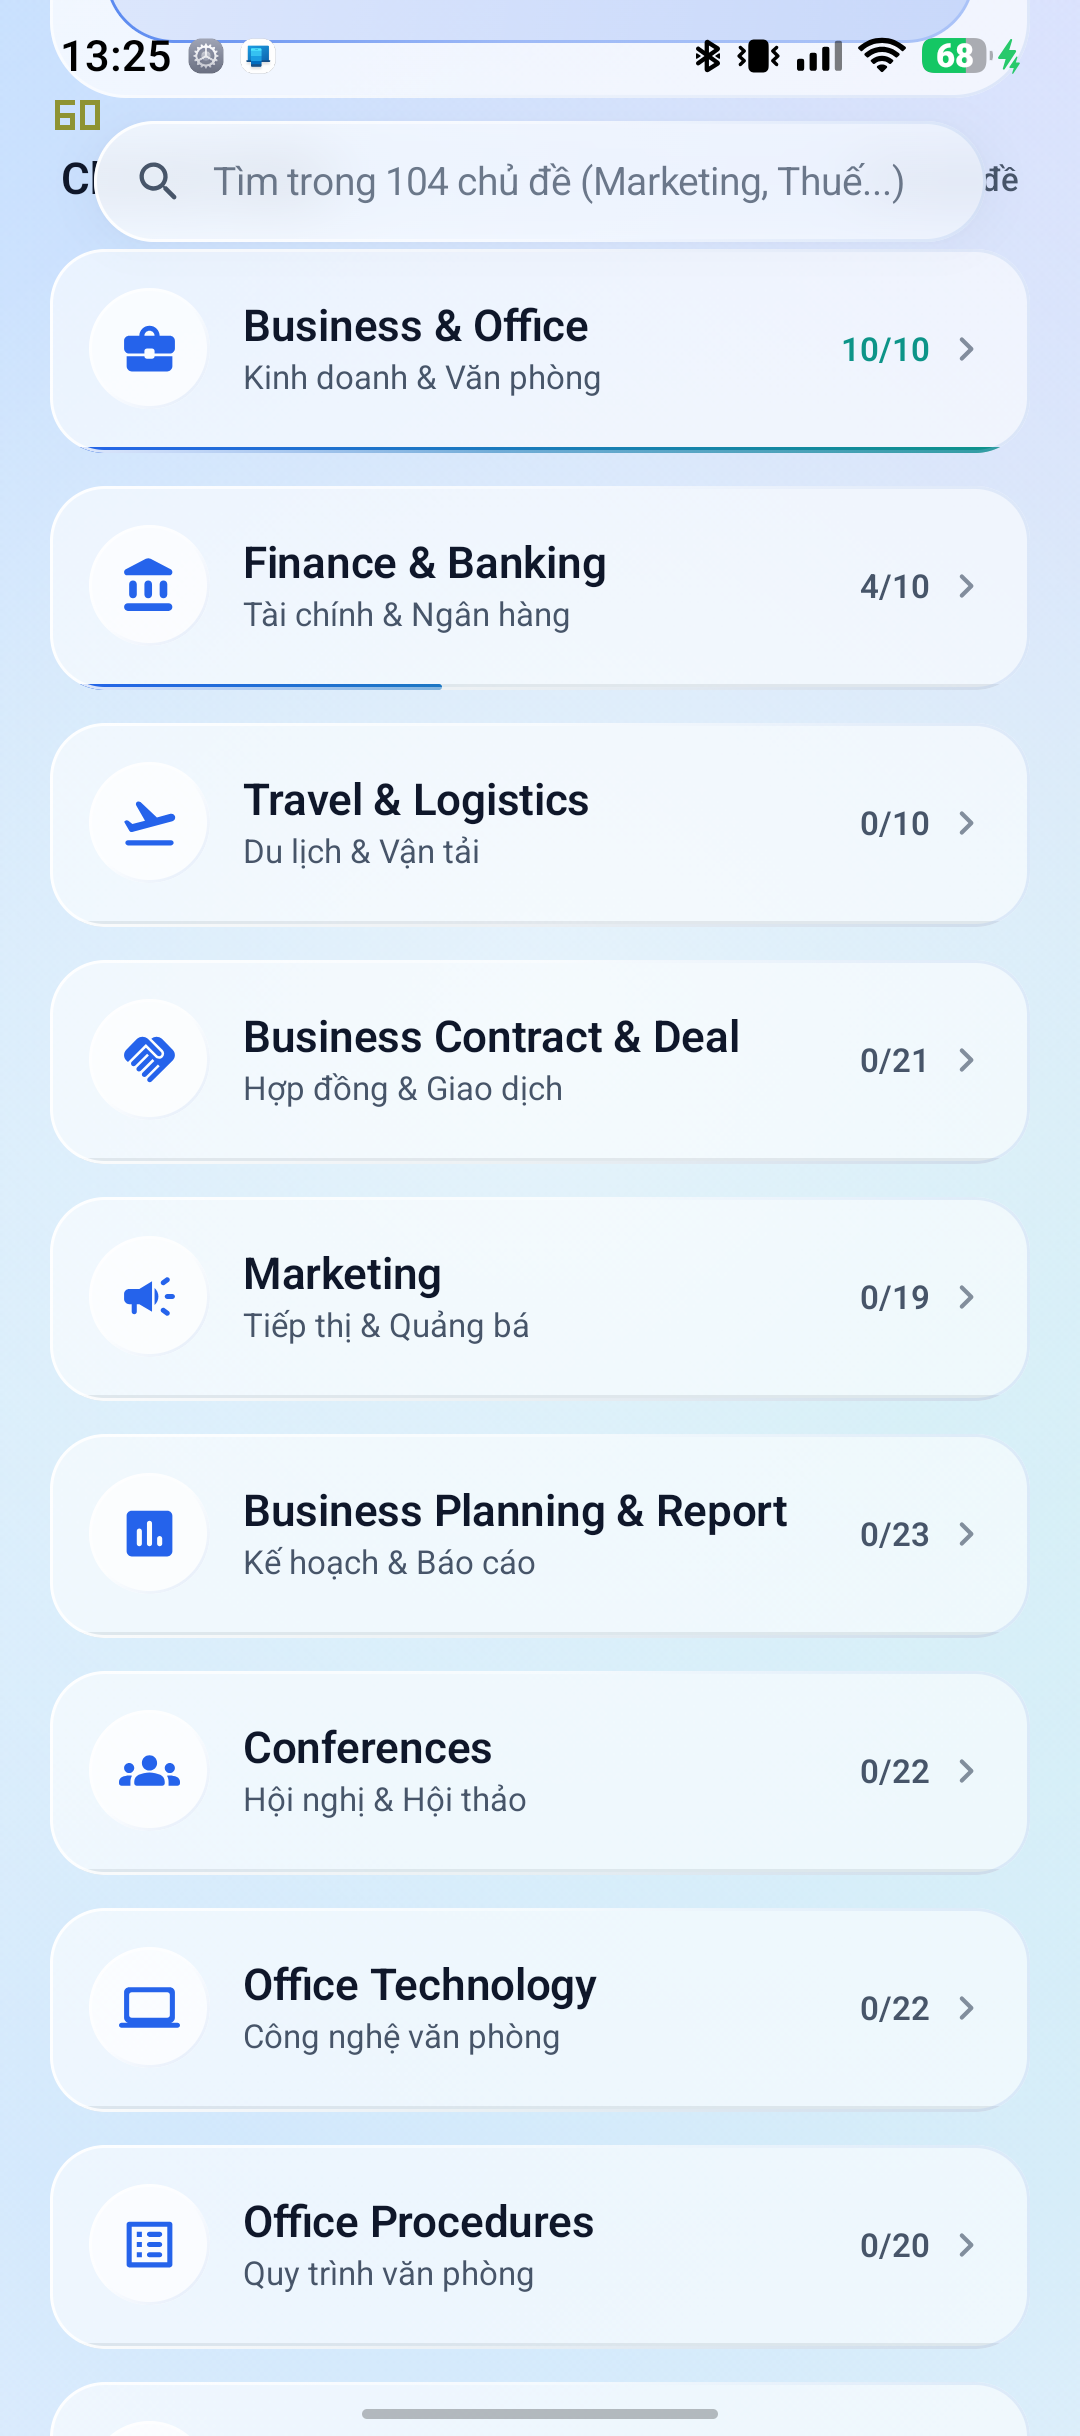 13:25
68
60
Tìm trong 104 chủ đề (Marketing, Thuế...)
đề
Business & Office
Kinh doanh & Văn phòng
10/10
Finance & Banking
Tài chính & Ngân hàng
4/10
Travel & Logistics
Du lịch & Vận tải
0/10
Business Contract & Deal
Hợp đồng & Giao dịch
0/21
Marketing
Tiếp thị & Quảng bá
0/19
Business Planning & Report
Kế hoạch & Báo cáo
0/23
Conferences
Hội nghị & Hội thảo
0/22
Office Technology
Công nghệ văn phòng
0/22
Office Procedures
Quy trình văn phòng
0/20